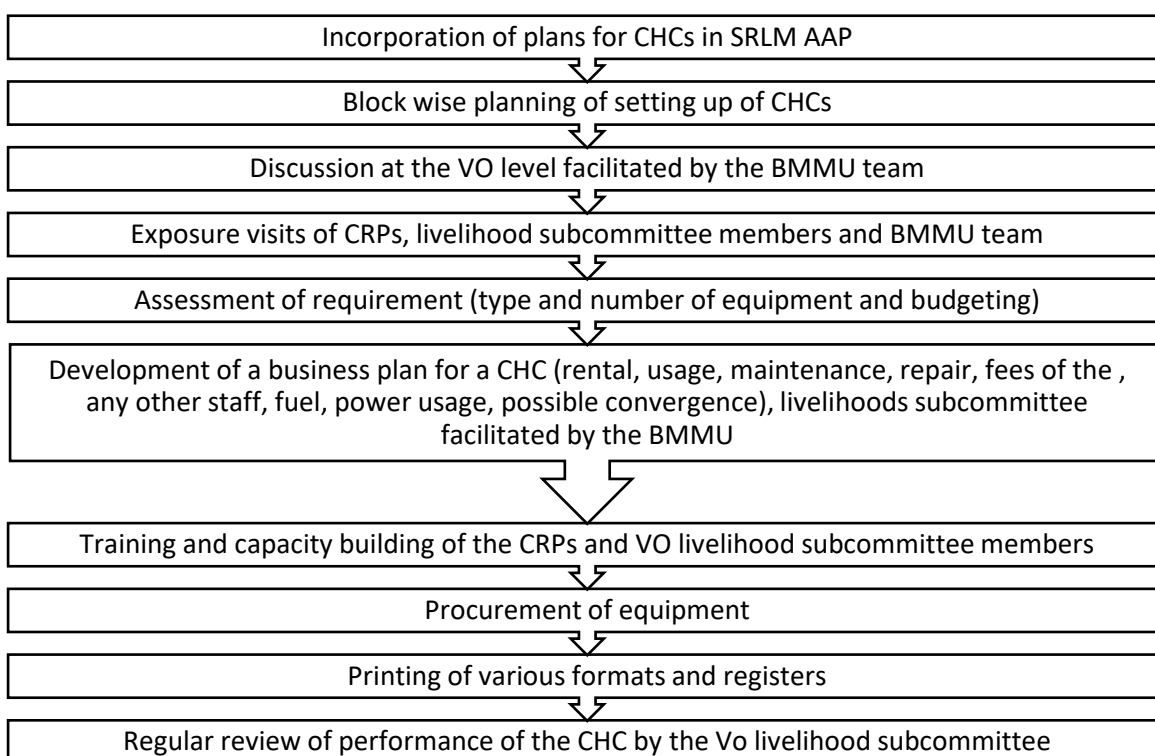 Incorporation of plans for CHCs in SRLM AAP
Block wise planning of setting up of CHCs
Discussion at the VO level facilitated by the BMMU team
Exposure visits of CRPs, livelihood subcommittee members and BMMU team
Assessment of requirement (type and number of equipment and budgeting)
Development of a business plan for a CHC (rental, usage, maintenance, repair, fees of the ,
any other staff, fuel, power usage, possible convergence), livelihoods subcommittee
facilitated by the BMMU
Training and capacity building of the CRPs and VO livelihood subcommittee members
Procurement of equipment
Printing of various formats and registers
Regular review of performance of the CHC by the Vo livelihood subcommittee